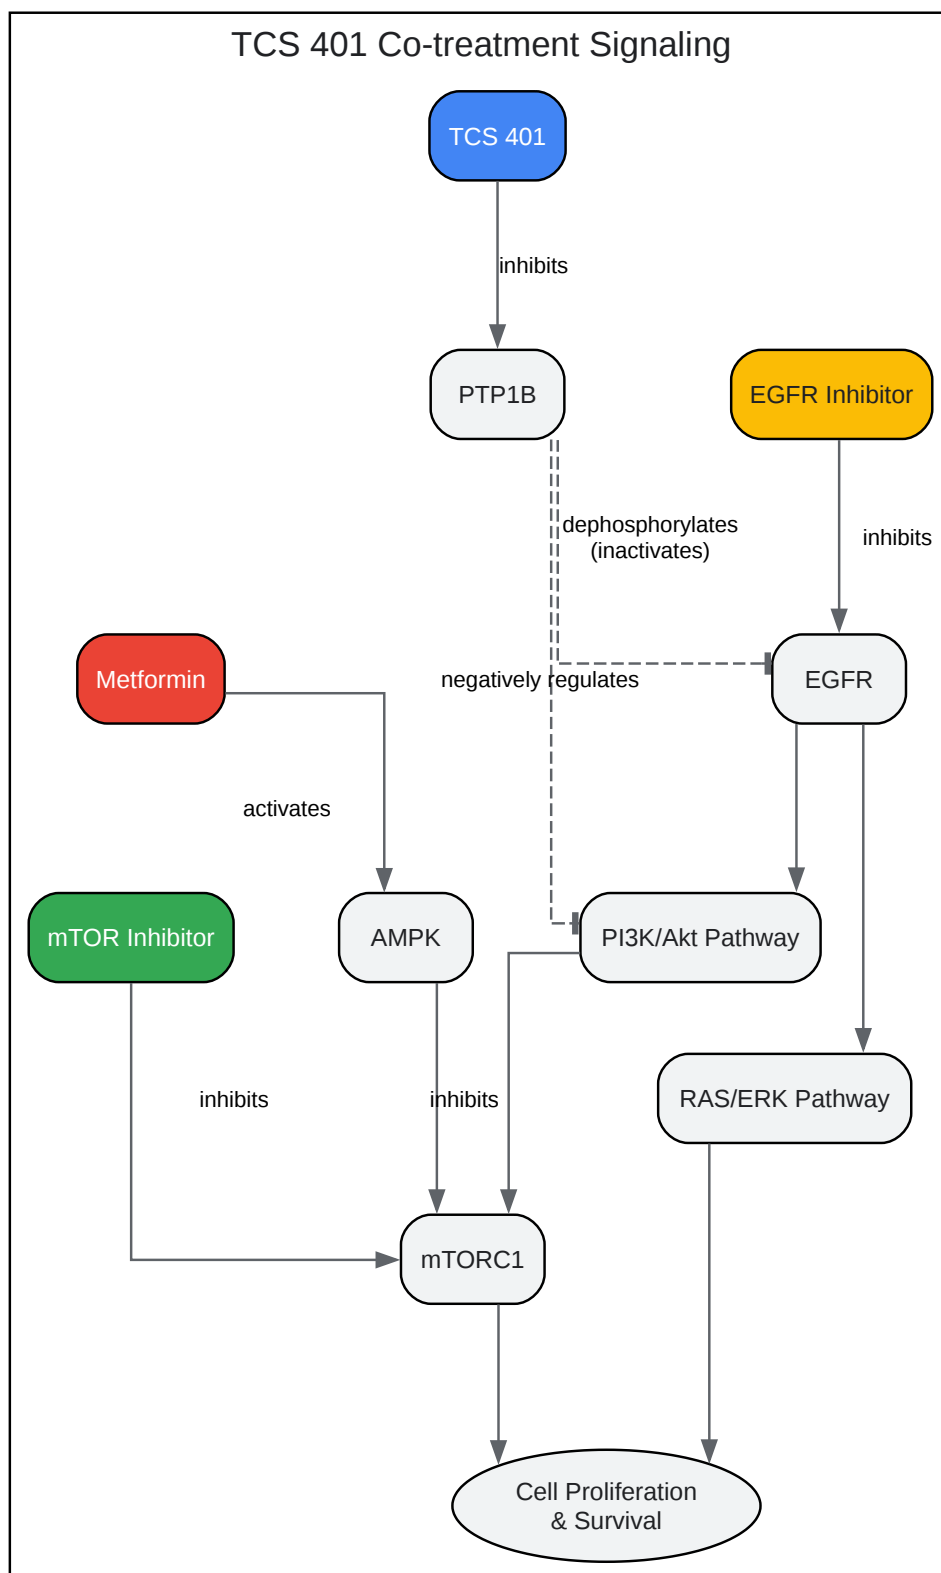 TCS 401 Co-treatment Signaling
TCS 401
inhibits
PTP1B
EGFR Inhibitor
dephosphorylates
(inactivates)
inhibits
Metformin
negatively regulates
EGFR
activates
mTOR Inhibitor
AMPK
PI3K/Akt Pathway
inhibits
inhibits
RAS/ERK Pathway
mTORC1
Cell Proliferation
& Survival